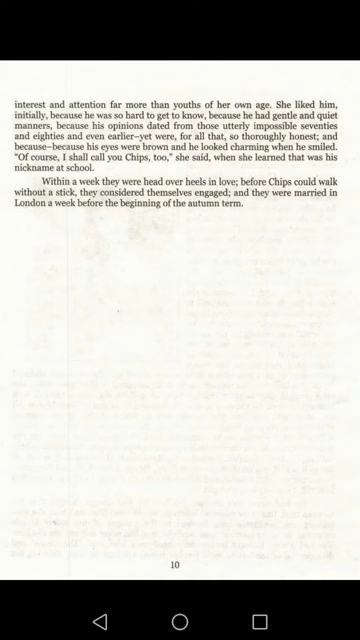 interest and attention far more than youths of her own age. She liked him,
initially, because he was so hard to get to know, because he had gentle and quiet
manners, because his opinions dated from those utterly impossible seventies
and eighties and even earlier–yet were, for all that, so thoroughly honest; and
because–because his eyes were brown and he looked charming when he smiled.
"Of course, I shall call you Chips, too," she said, when she learned that was his
nickname at school.
Within a week they were head over heels in love; before Chips could walk
without a stick, they considered themselves engaged; and they were married in
London a week before the beginning of the autumn term.
10